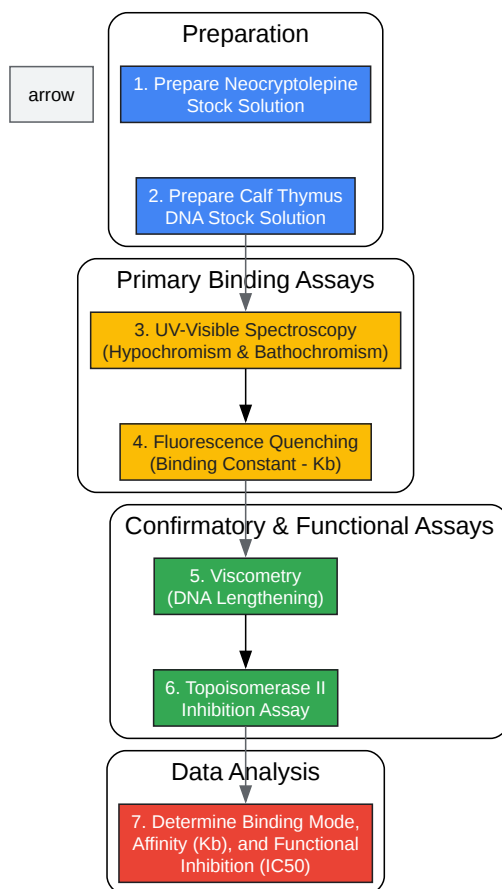 Preparation
arrow
1. Prepare Neocryptolepine
Stock Solution
2. Prepare Calf Thymus
DNA Stock Solution
Primary Binding Assays
3. UV-Visible Spectroscopy
(Hypochromism & Bathochromism)
4. Fluorescence Quenching
(Binding Constant - Kb)
Confirmatory & Functional Assays
5. Viscometry
(DNA Lengthening)
6. Topoisomerase II
Inhibition Assay
Data Analysis
7. Determine Binding Mode,
Affinity (Kb), and Functional
Inhibition (IC50)